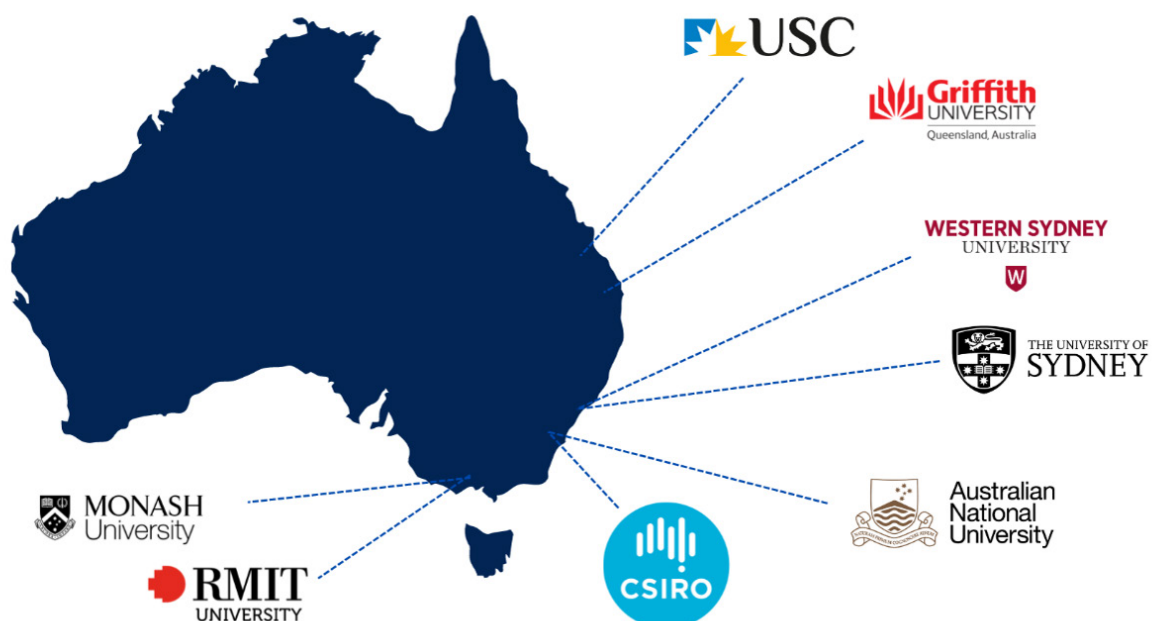 USC
Griffith
UNIVERSITY
Queensland, Australia
WESTERN SYDNEY
UNIVERSITY
W
THE UNIVERSITY OF
SYDNEY
Australian
National
University
MONASH
University
CSIRO
RMIT
UNIVERSITY